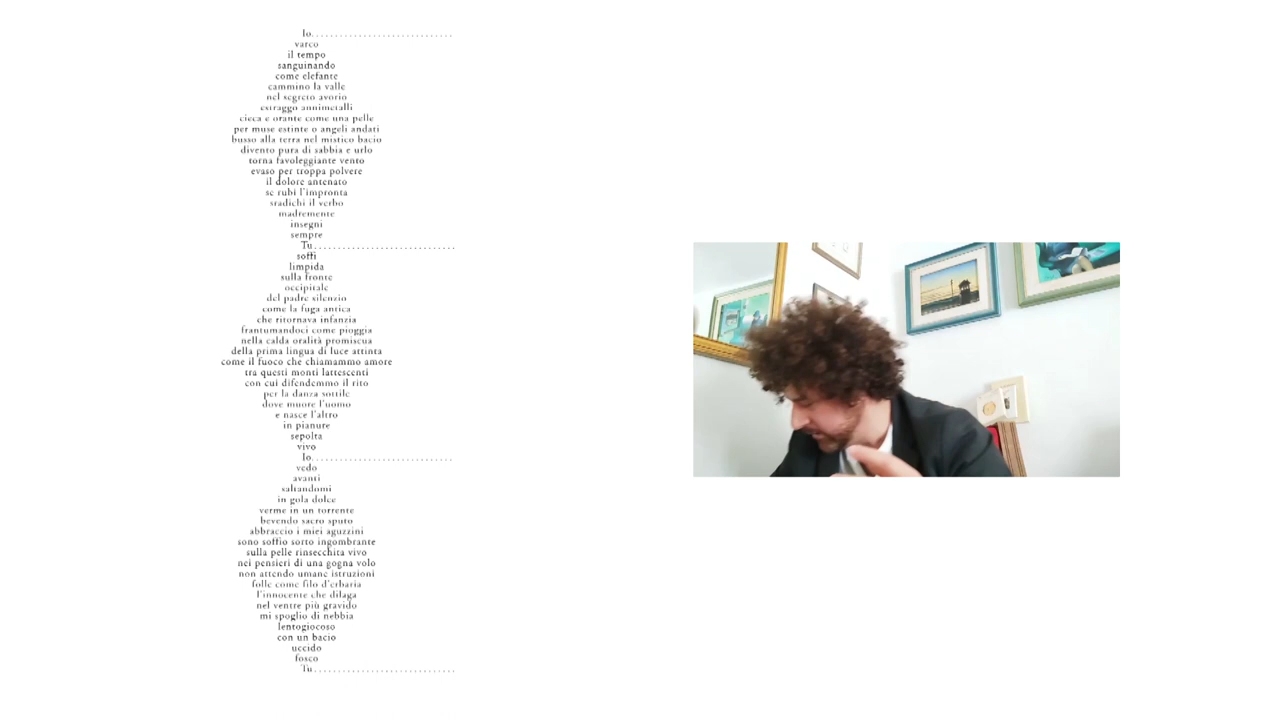 Io..............................
varco
il tempo
sanguinando
come elefante
cammino la valle
nel segreto avorio
estraggo animetalli
cieca e orante come una pelle
per muse estinte o angeli andati
busso alla terra nel mistico bacio
divento pura di sabbia e urlo
torna favoleggiante vento
evaso per troppa polvere
il dolore antenato
se rubi l'impronta
sradichi il verbo
madremente
insegni
sempre
Tu..............................
soffi
limpida
sulla fronte
occipitale
del padre silenzio
come la fuga antica
che ritornava infanzia
frantumandoci come pioggia
nella calda oralità promiscua
della prima lingua di luce attinta
come il fuoco che chiamammo amore
tra questi monti lattescenti
con cui difendemmo il rito
per la danza sottile
dove muore l'uomo
e nasce l'altro
in pianure
sepolta
vivo
Io..............................
vedo
avanti
saltandomi
in gola dolce
verme in un torrente
bevendo sacro sputo
abbraccio i miei aguzzini
sono soffio sorto ingombrante
sulla pelle rinsecchita vivo
nei pensieri di una gogna volo
non attendo umane istruzioni
folle come filo d'erbaria
l'innocente che dilaga
nel ventre più gravido
mi spoglio di nebbia
lentogiocoso
con un bacio
uccido
fosco
Tu..............................